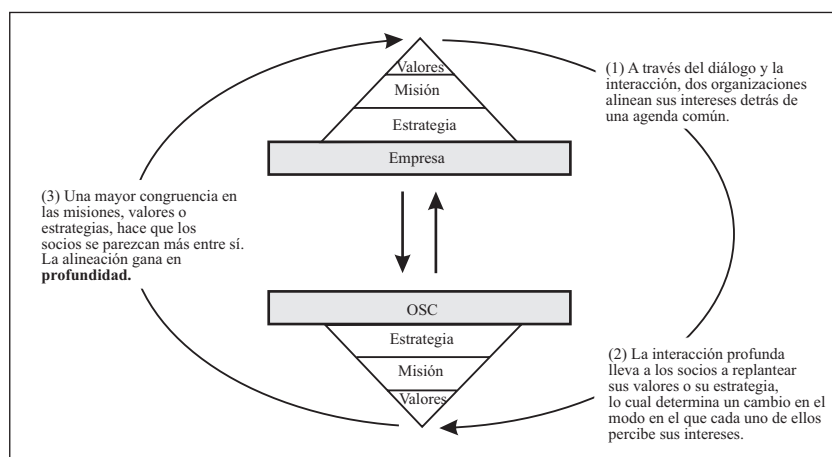 Valores
Misión
Estrategia
Empresa
(1) A través del diálogo y la
interacción, dos organizaciones
alinean sus intereses detrás de
una agenda común.
(3) Una mayor congruencia en
las misiones, valores o
estrategias, hace que los
socios se parezcan más entre sí.
La alineación gana en
profundidad.
OSC
Estrategia
Misión
Valores
(2) La interacción profunda
lleva a los socios a replantear
sus valores o su estrategia,
lo cual determina un cambio en el
modo en el que cada uno de ellos
percibe sus intereses.